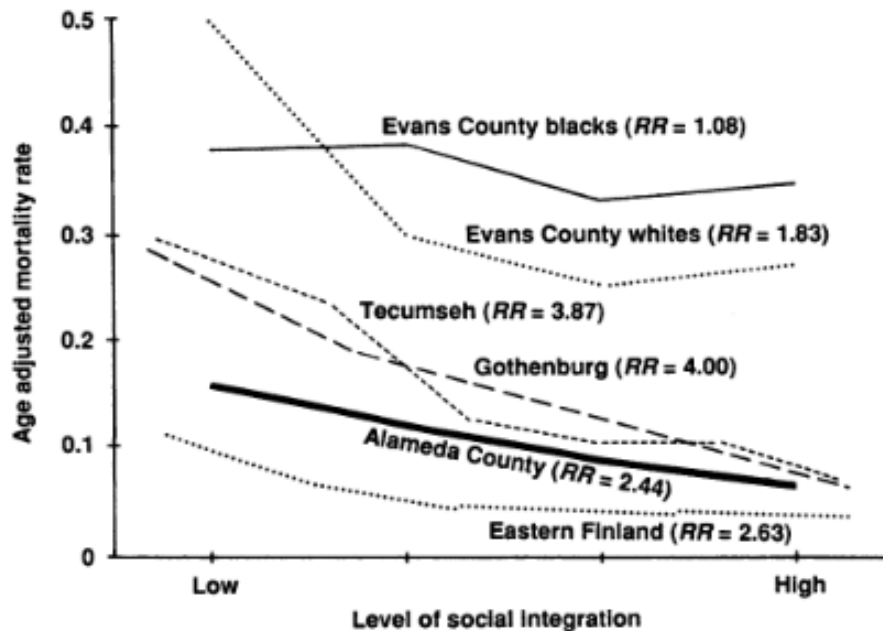 0.5
0.4
0.3
0.2
0.1
0
Age adjusted mortality rate
Evans County blacks (RR = 1.08)
Evans County whites (RR = 1.83)
Tecumseh (RR = 3.87)
Gothenburg (RR = 4.00)
Alameda County (RR = 2.44)
Eastern Finland (RR = 2.63)
Low
High
Level of social integration